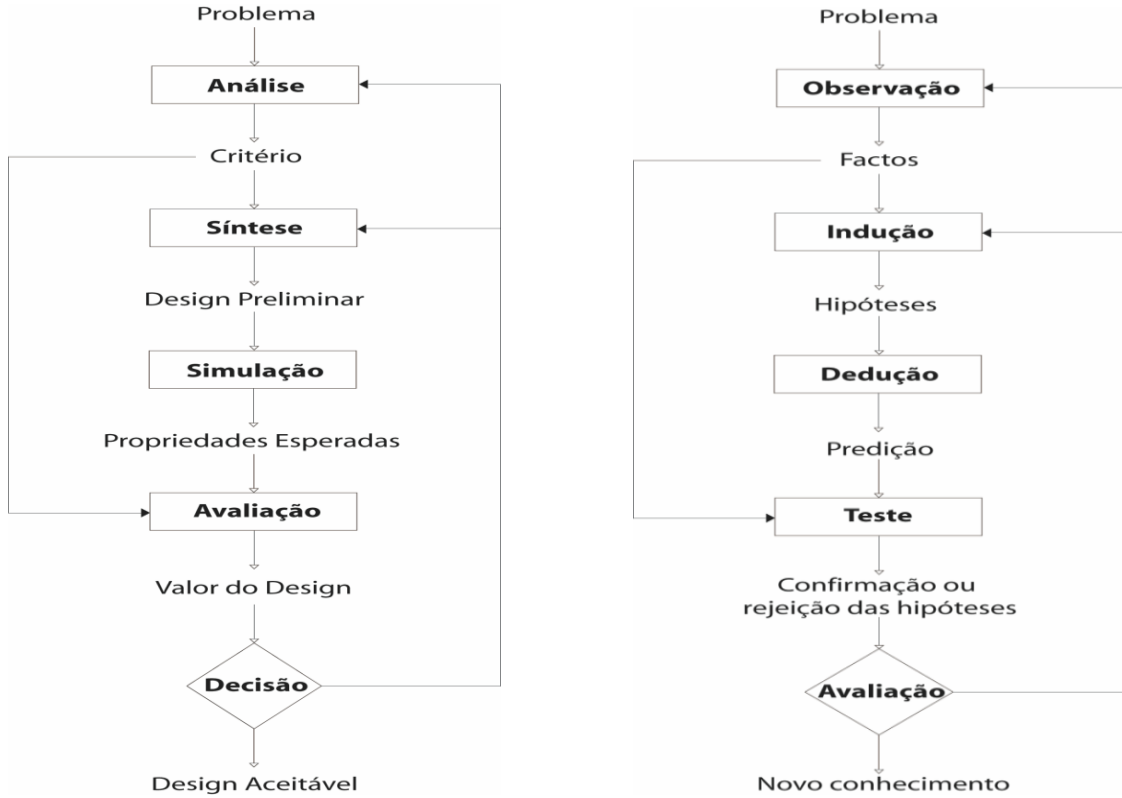 Problema
Análise
Critério
Síntese
Design Preliminar
Simulação
Propriedades Esperadas
Avaliação
Valor do Design
Decisão
Design Aceitável
Problema
Observação
Factos
Indução
Hipóteses
Dedução
Predição
Teste
Confirmação ou
rejeição das hipóteses
Avaliação
Novo conhecimento